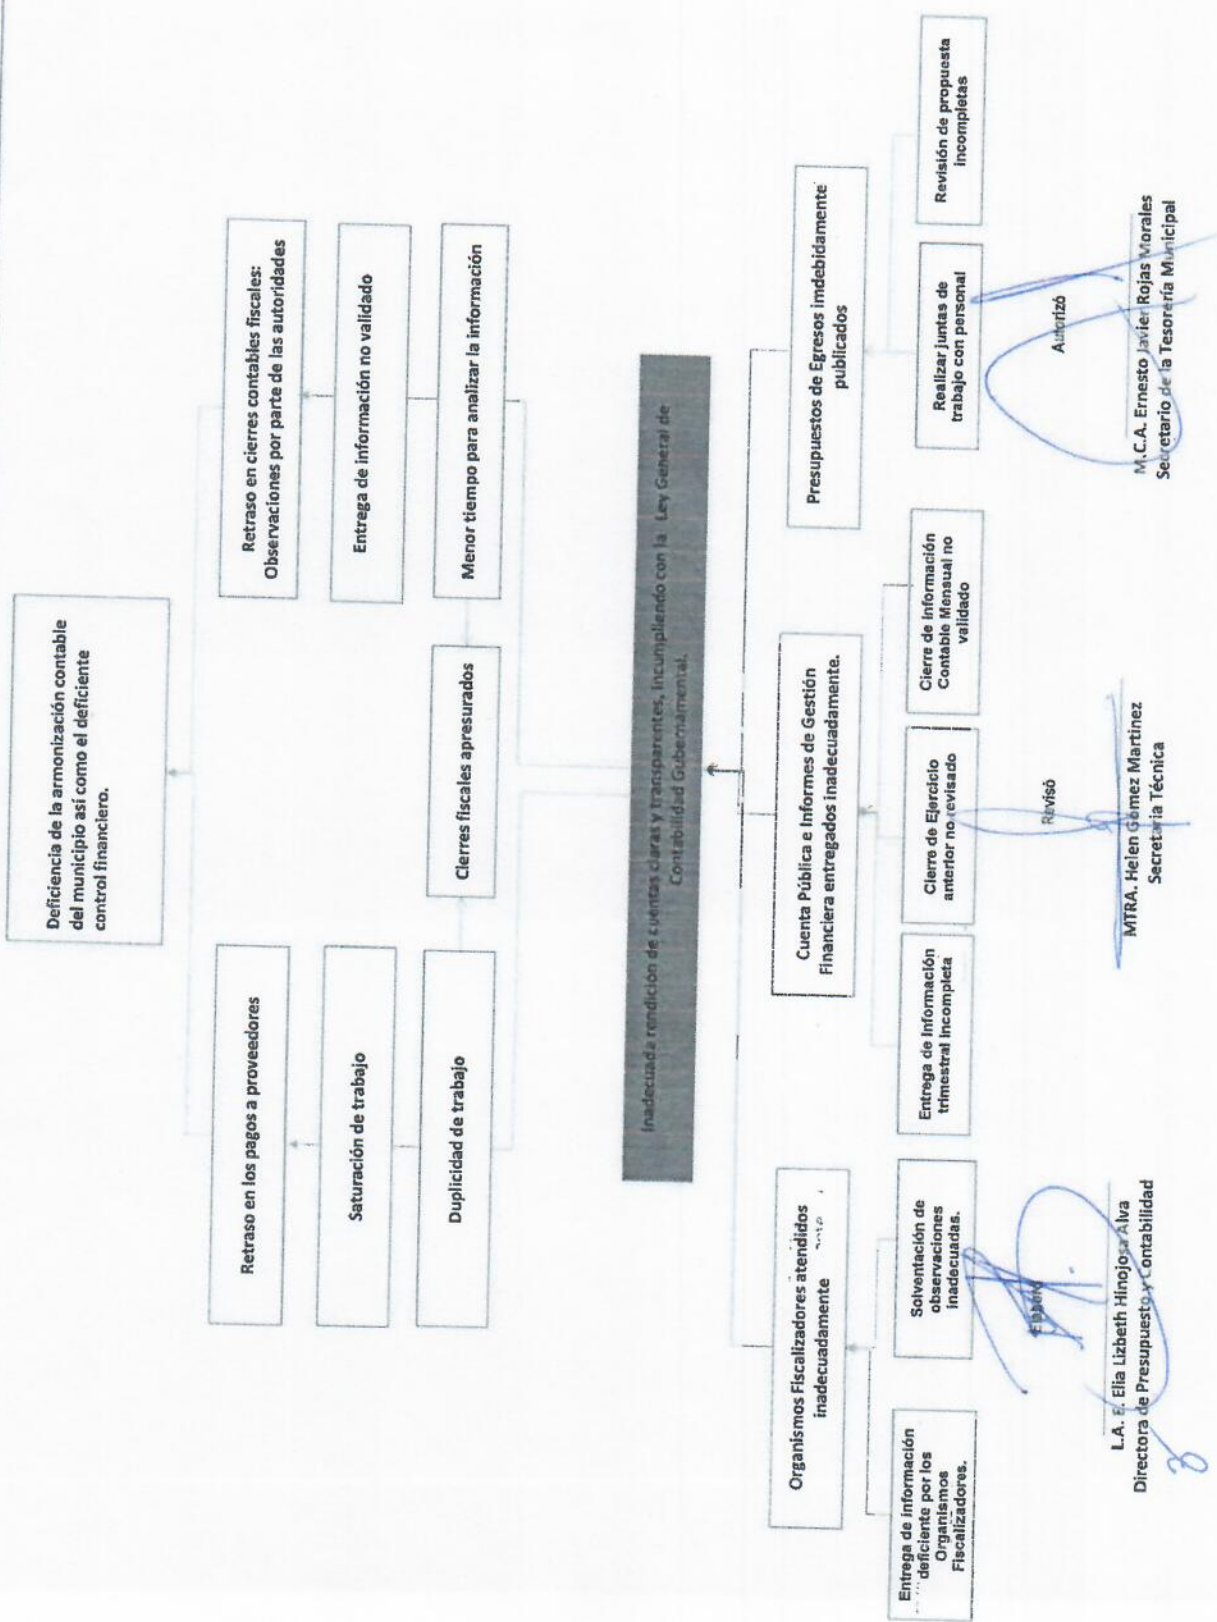 Deficiencia de la armonización contable
del municipio así como el deficiente
control financiero.
Retraso en los pagos a proveedores
Retraso en cierres contables fiscales:
Observaciones por parte de las autoridades
Saturación de trabajo
Entrega de información no validado
Duplicidad de trabajo
Cierres fiscales apresurados
Menor tiempo para analizar la información
Inadecuada rendición de cuentas claras y transparentes, incumpliendo con la Ley General de
Contabilidad Gubernamental.
Organismos Fiscalizadores atendidos
inadecuadamente
Cuenta Pública e Informes de Gestión
Financiera entregados inadecuadamente.
Presupuestos de Egresos imdebidamente
publicados
Entrega de información
deficiente por los
Organismos
Fiscalizadores.
Solventación de
observaciones
inadecuadas.
Entrega de Información
trimestral Incompleta
Cierre de Ejercicio
anterior no revisado
Cierre de Información
Contable Mensual no
validado
Realizar juntas de
trabajo con personal
Revisión de propuesta
incompletas
Elaboró
L.A. E. Elia Lizbeth Hinojosa Alva
Directora de Presupuesto y Contabilidad
Revisó
MTRA. Helen Gómez Martínez
Secretaria Técnica
Autorizó
M.C.A. Ernesto Javier Rojas Morales
Secretario de la Tesorería Municipal